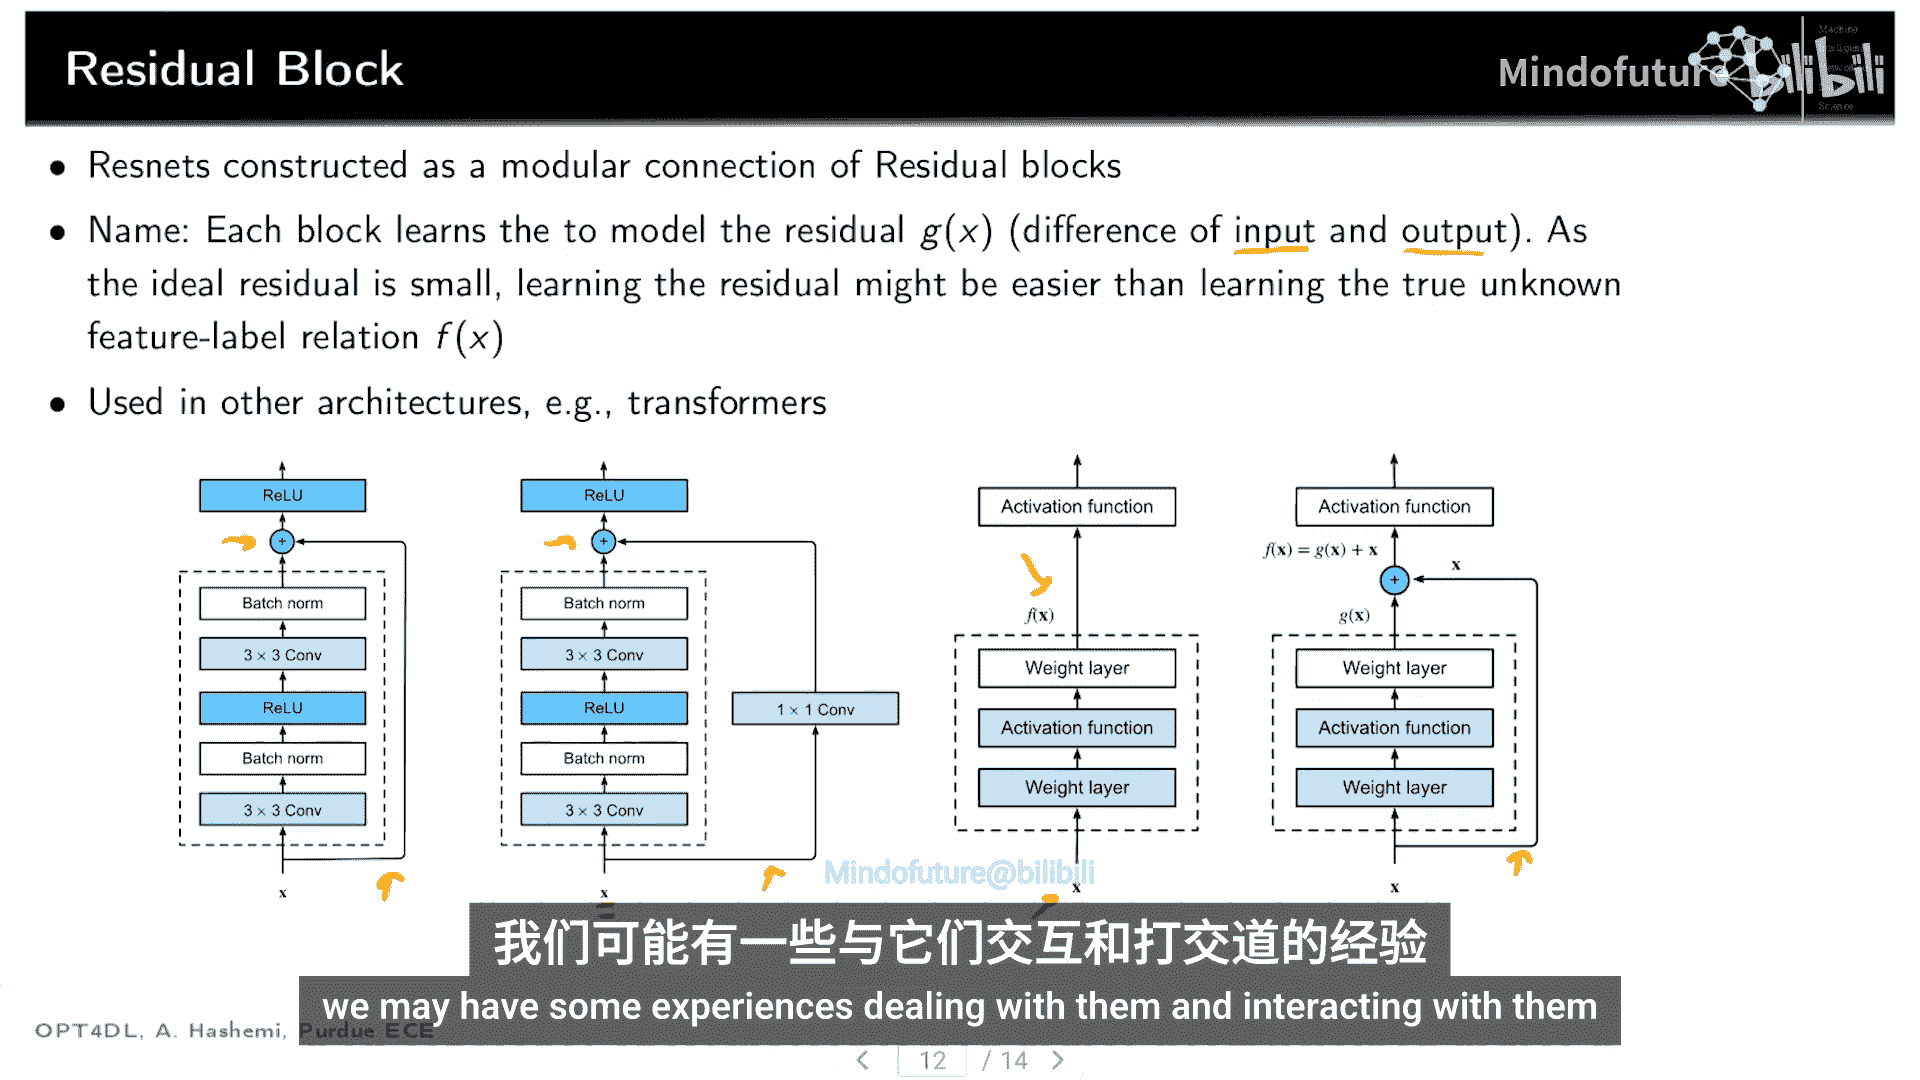 Residual Block
Mindofuture bilibili
Machine
Science
• Resnets constructed as a modular connection of Residual blocks
• Name: Each block learns the to model the residual g(x) (difference of input and output). As
the ideal residual is small, learning the residual might be easier than learning the true unknown
feature-label relation f(x)
• Used in other architectures, e.g., transformers
ReLU
+
Batch norm
3 × 3 Conv
ReLU
Batch norm
3 × 3 Conv
x
ReLU
+
Batch norm
3 × 3 Conv
ReLU
Batch norm
3 × 3 Conv
1 × 1 Conv
x
Activation function
f(x)
Weight layer
Activation function
Weight layer
x
Activation function
f(x) = g(x) + x
x
+
g(x)
Weight layer
Activation function
Weight layer
x
Mindofuture@bilibili
我们可能有一些与它们交互和打交道的经验
we may have some experiences dealing with them and interacting with them
OPT4DL, A. Hashemi, Purdue ECE
12 / 14